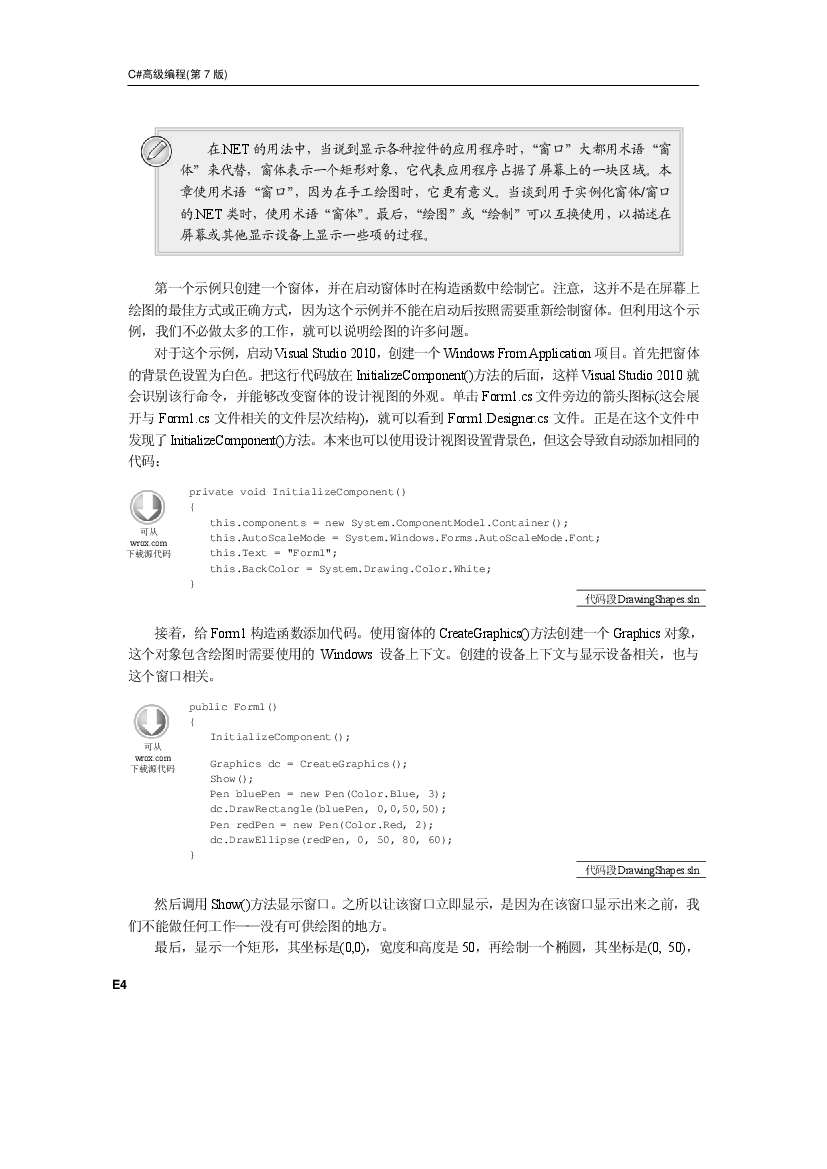 C#高级编程(第 7 版)
在.NET 的用法中，当说到显示各种控件的应用程序时，“窗口”大都用术语“窗
体”来代替，窗体表示一个矩形对象，它代表应用程序占据了屏幕上的一块区域。本
章使用术语“窗口”，因为在手工绘图时，它更有意义。当谈到用于实例化窗体/窗口
的.NET 类时，使用术语“窗体”。最后，“绘图”或“绘制”可以互换使用，以描述在
屏幕或其他显示设备上显示一些项的过程。
第一个示例只创建一个窗体，并在启动窗体时在构造函数中绘制它。注意，这并不是在屏幕上
绘图的最佳方式或正确方式，因为这个示例并不能在启动后按照需要重新绘制窗体。但利用这个示
例，我们不必做太多的工作，就可以说明绘图的许多问题。
对于这个示例，启动 Visual Studio 2010，创建一个 Windows From Application 项目。首先把窗体
的背景色设置为白色。把这行代码放在 InitializeComponent()方法的后面，这样 Visual Studio 2010 就
会识别该行命令，并能够改变窗体的设计视图的外观。单击 Form1.cs 文件旁边的箭头图标(这会展
开与 Form1.cs 文件相关的文件层次结构)，就可以看到 Form1.Designer.cs 文件。正是在这个文件中
发现了 InitializeComponent()方法。本来也可以使用设计视图设置背景色，但这会导致自动添加相同的
代码：
可从
wrox.com
下载源代码
private void InitializeComponent()
{
this.components = new System.ComponentModel.Container();
this.AutoScaleMode = System.Windows.Forms.AutoScaleMode.Font;
this.Text = "Form1";
this.BackColor = System.Drawing.Color.White;
}
代码段 DrawingShapes.sln
接着，给 Form1 构造函数添加代码。使用窗体的 CreateGraphics()方法创建一个 Graphics 对象，
这个对象包含绘图时需要使用的 Windows 设备上下文。创建的设备上下文与显示设备相关，也与
这个窗口相关。
可从
wrox.com
下载源代码
public Form1()
{
InitializeComponent();
Graphics dc = CreateGraphics();
Show();
Pen bluePen = new Pen(Color.Blue, 3);
dc.DrawRectangle(bluePen, 0,0,50,50);
Pen redPen = new Pen(Color.Red, 2);
dc.DrawEllipse(redPen, 0, 50, 80, 60);
}
代码段 DrawingShapes.sln
然后调用 Show()方法显示窗口。之所以让该窗口立即显示，是因为在该窗口显示出来之前，我
们不能做任何工作——没有可供绘图的地方。
最后，显示一个矩形，其坐标是(0,0)，宽度和高度是 50，再绘制一个椭圆，其坐标是(0, 50)，
E4